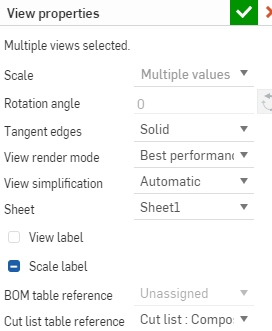 View properties
Multiple views selected.
Scale Multiple values
Rotation angle 0
Tangent edges Solid
View render mode Best performanc
View simplification Automatic
Sheet Sheet1
View label
Scale label
BOM table reference Unassigned
Cut list table reference Cut list : Compo